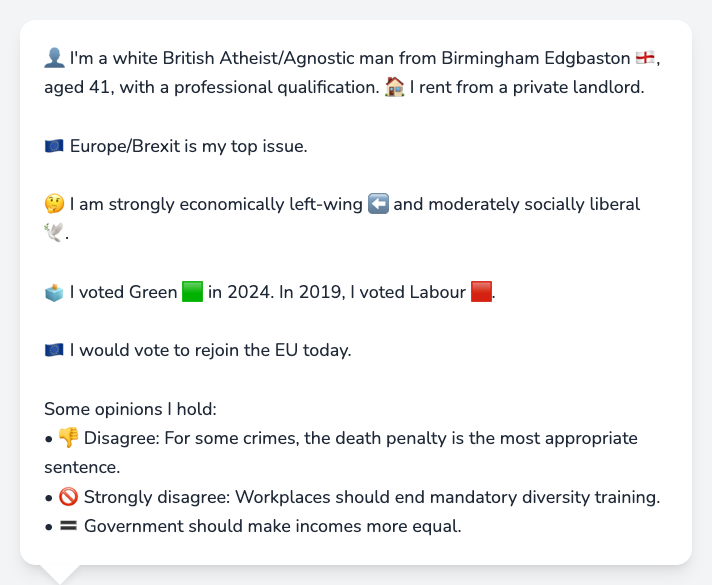 👤 I'm a white British Atheist/Agnostic man from Birmingham Edgbaston 🏴󠁧󠁢󠁥󠁮󠁧󠁿,
aged 41, with a professional qualification. 🏠 I rent from a private landlord.
🇪🇺 Europe/Brexit is my top issue.
🤔 I am strongly economically left-wing ⬅️ and moderately socially liberal
🕊️.
🗳️ I voted Green 🟩 in 2024. In 2019, I voted Labour 🟥.
🇪🇺 I would vote to rejoin the EU today.
Some opinions I hold:
• 👎 Disagree: For some crimes, the death penalty is the most appropriate
sentence.
• 🚫 Strongly disagree: Workplaces should end mandatory diversity training.
• 🟰 Government should make incomes more equal.